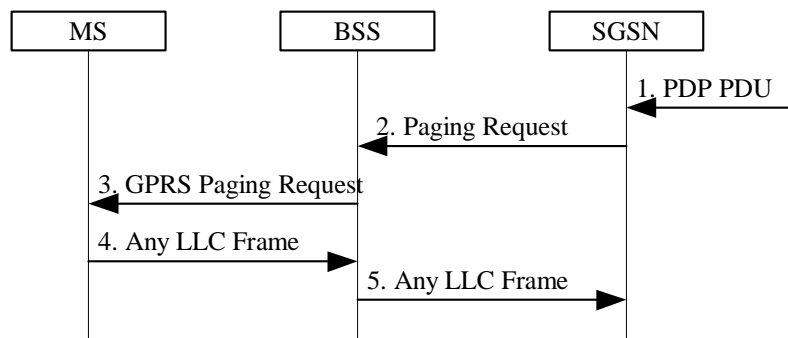 MS
BSS
SGSN
1. PDP PDU
2. Paging Request
3. GPRS Paging Request
4. Any LLC Frame
5. Any LLC Frame